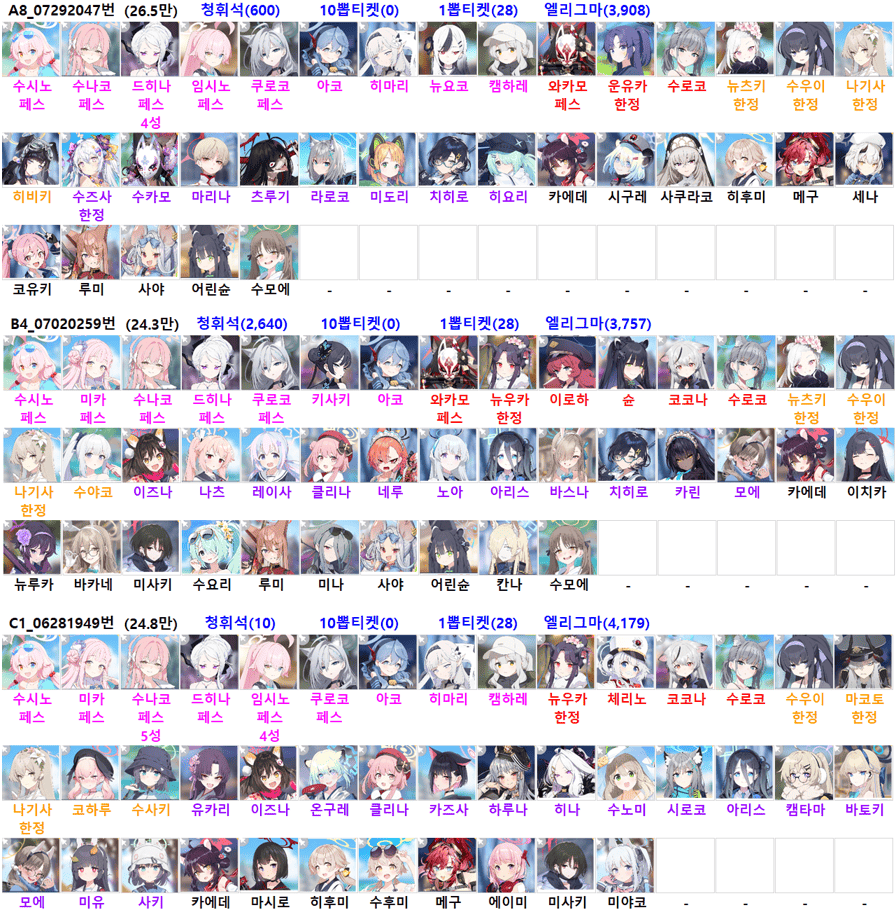 A8_07292047번 (26.5만) 청휘석(600) 10뽑티켓(0) 1뽑티켓(28) 엘리그마(3,908)
수시노 수나코 드히나 임시노 쿠로코 아코 히마리 뉴요코 캠하레 와카모 운유카 수로코 뉴츠키 수우이 나기사
페스 페스 페스 페스 페스 페스 한정 한정 한정 한정
4성
히비키 수즈사 수카모 마리나 츠루기 라로코 미도리 치히로 히요리 카에데 시구레 사쿠라코 히후미 메구 세나
한정
코유키 루미 사야 어린슌 수모에 - - - - - - - - - -
B4_07020259번 (24.3만) 청휘석(2,640) 10뽑티켓(0) 1뽑티켓(28) 엘리그마(3,757)
수시노 미카 수나코 드히나 쿠로코 키사키 아코 와카모 뉴우카 이로하 슌 코코나 수로코 뉴츠키 수우이
페스 페스 페스 페스 페스 페스 한정 한정 한정
나기사 수야코 이즈나 나츠 레이사 클리나 네루 노아 아리스 바스나 치히로 카린 모에 카에데 이치카
한정
뉴루카 바카네 미사키 수요리 루미 미나 사야 어린슌 칸나 수모에 - - - - -
C1_06281949번 (24.8만) 청휘석(10) 10뽑티켓(0) 1뽑티켓(28) 엘리그마(4,179)
수시노 미카 수나코 드히나 임시노 쿠로코 아코 히마리 캠하레 뉴우카 체리노 코코나 수로코 수우이 마코토
페스 페스 페스 페스 페스 페스 한정 한정 한정
5성 4성
나기사 코하루 수사키 유카리 이즈나 온구레 클리나 카즈사 하루나 히나 수노미 시로코 아리스 캠타마 바토키
한정
모에 미유 사키 카에데 마시로 히후미 수후미 메구 에이미 미사키 미야코 - - - -